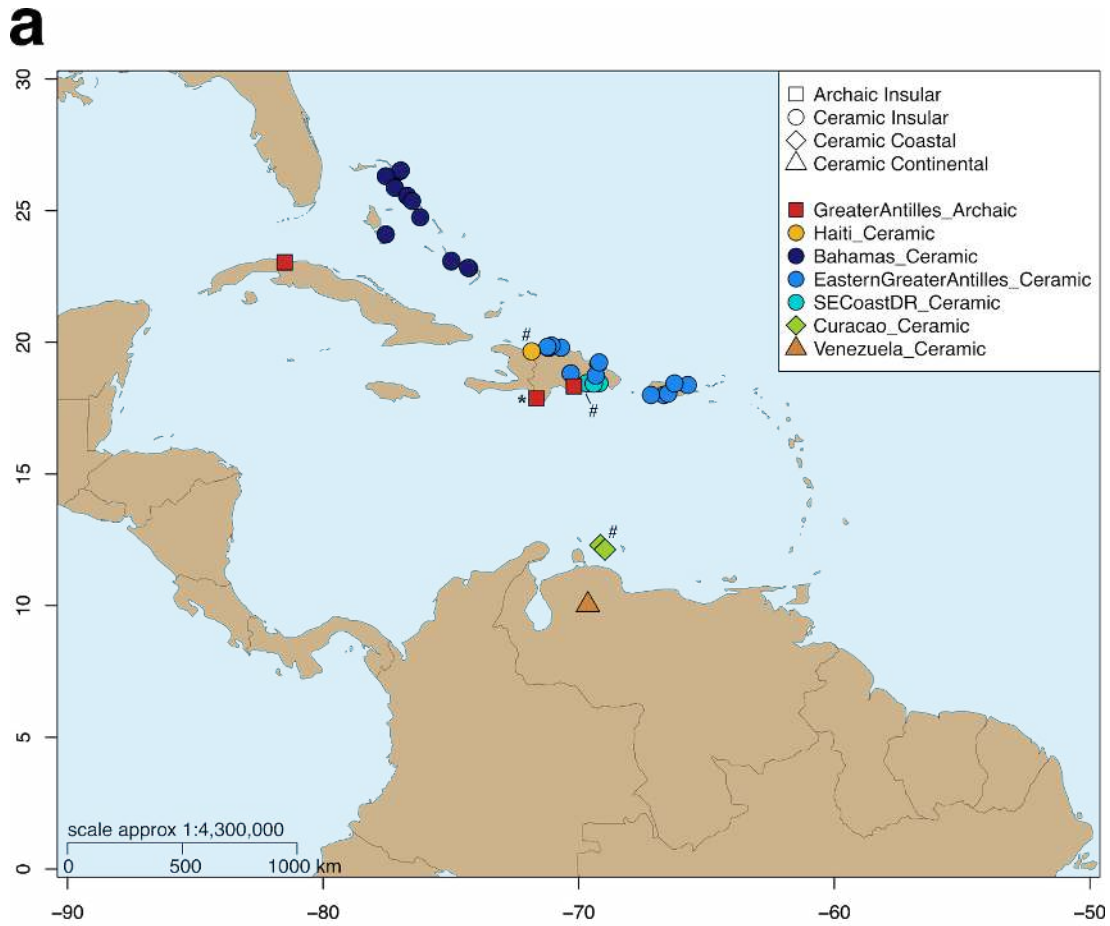 a
30
25
20
15
10
5
0
Archaic Insular
Ceramic Insular
Ceramic Coastal
Ceramic Continental
GreaterAntilles_Archaic
Haiti_Ceramic
Bahamas_Ceramic
EasternGreaterAntilles_Ceramic
SECoastDR_Ceramic
Curacao_Ceramic
Venezuela_Ceramic
#
*
#
#
scale approx 1:4,300,000
0 500 1000 km
−90 −80 −70 −60 −50